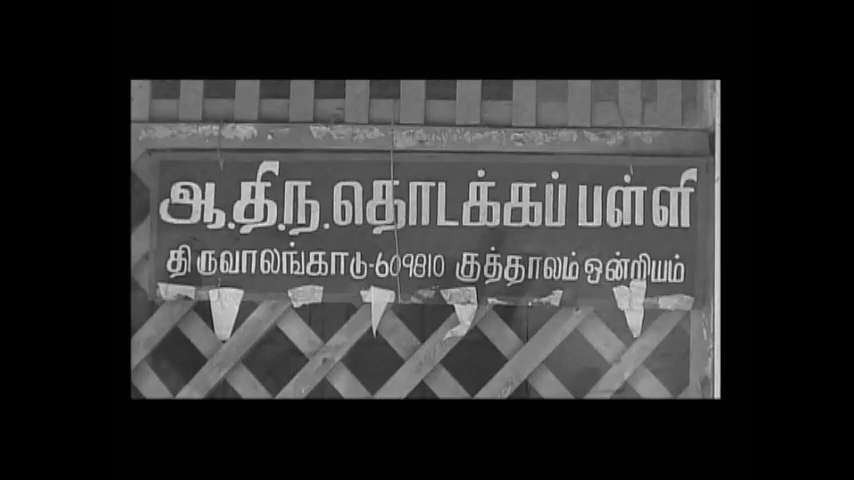 ஆ.தி.ந. தொடக்கப் பள்ளி
திருவாலங்காடு-609810 குத்தாலம் ஒன்றியம்